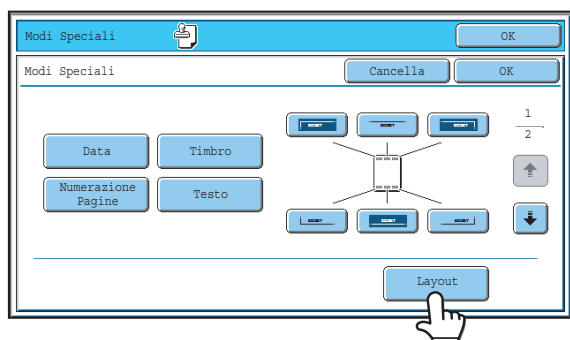 Modi Speciali
OK
Modi Speciali
Cancella
OK
Data
Timbro
Numerazione
Pagine
Testo
1
2
Layout